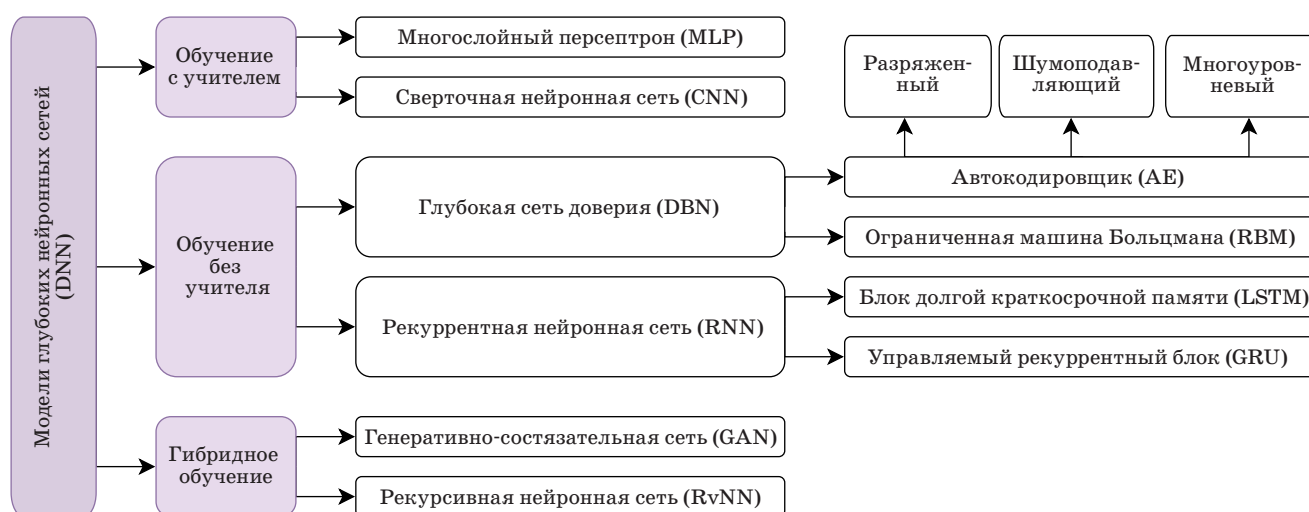 Модели глубоких нейронных сетей
(DNN)
Обучение
с учителем
Многослойный персептрон (MLP)
Сверточная нейронная сеть (CNN)
Обучение
без
учителя
Глубокая сеть доверия (DBN)
Автокодировщик (AE)
Разряжен-
ный
Шумоподав-
ляющий
Многоуров-
невый
Ограниченная машина Больцмана (RBM)
Рекуррентная нейронная сеть (RNN)
Блок долгой краткосрочной памяти (LSTM)
Управляемый рекуррентный блок (GRU)
Гибридное
обучение
Генеративно-состязательная сеть (GAN)
Рекурсивная нейронная сеть (RvNN)